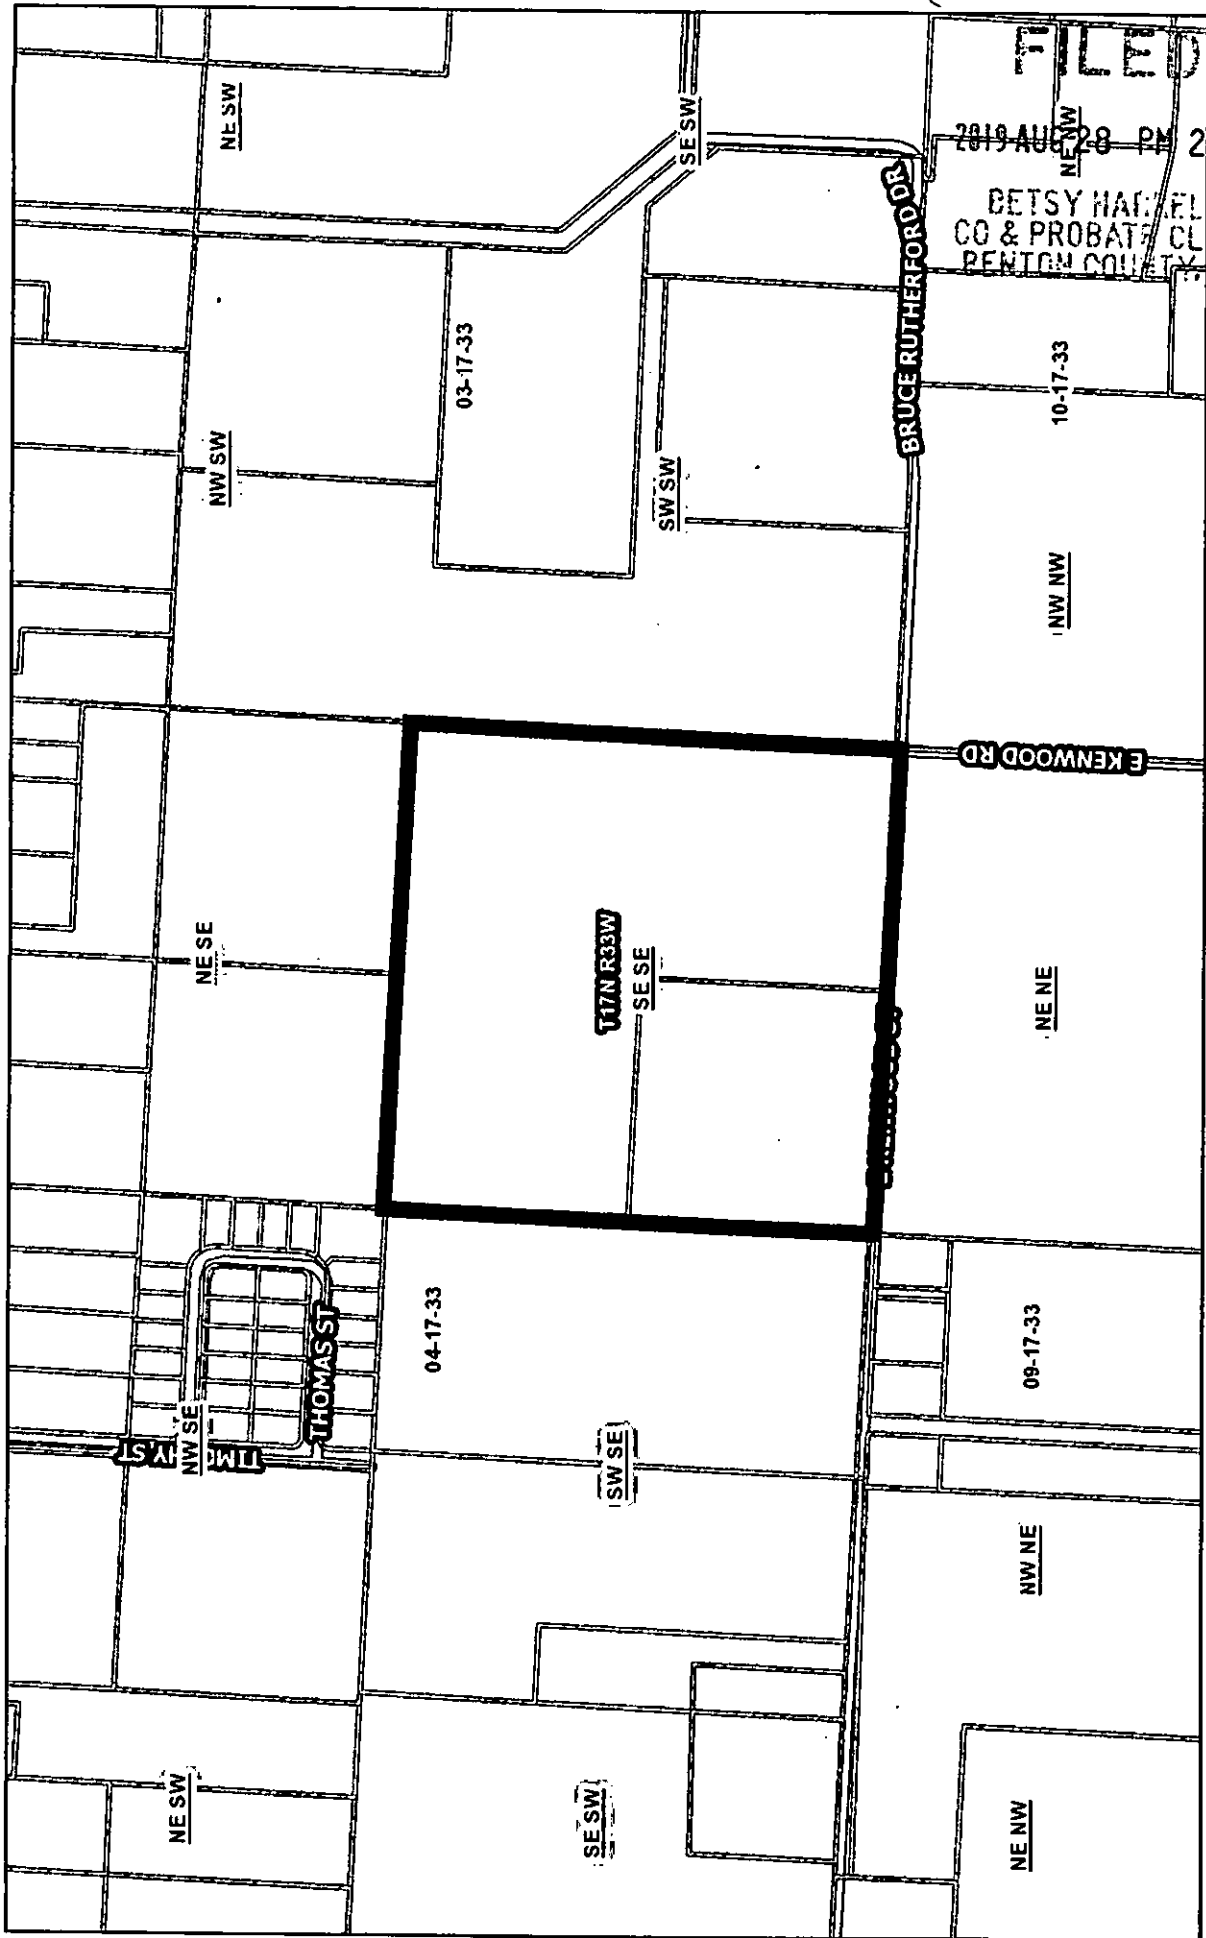 FILED
2019 AUG 28 PM 2
BETSY HARREL
CO & PROBATE CL
BENTON COUNTY,
NE SW
SE SW
NE NW
BRUCE RUTHERFORD DR
03-17-33
10-17-33
NW SW
SW SW
NW NW
E KENWOOD RD
NE SE
T17N R33W
SE SE
NE NE
THOMAS ST
04-17-33
09-17-33
NW SE
SW SE
NW NE
NE SW
SE SW
NE NW